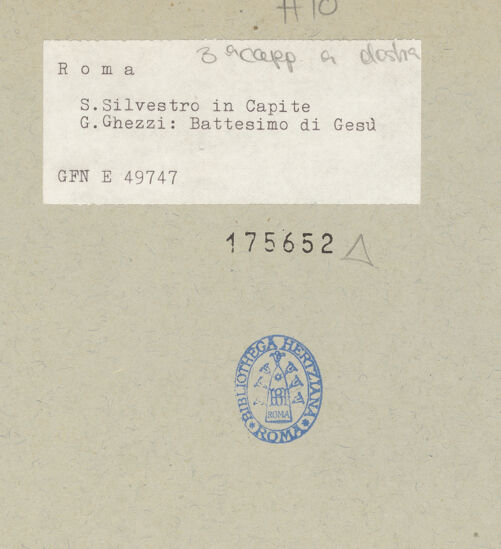 #10
3ª capp a destra
Roma
S.Silvestro in Capite
G.Ghezzi: Battesimo di Gesù
GFN E 49747
175652
BIBLIOTHECA HERTZIANA
ROMA
* ROMA *